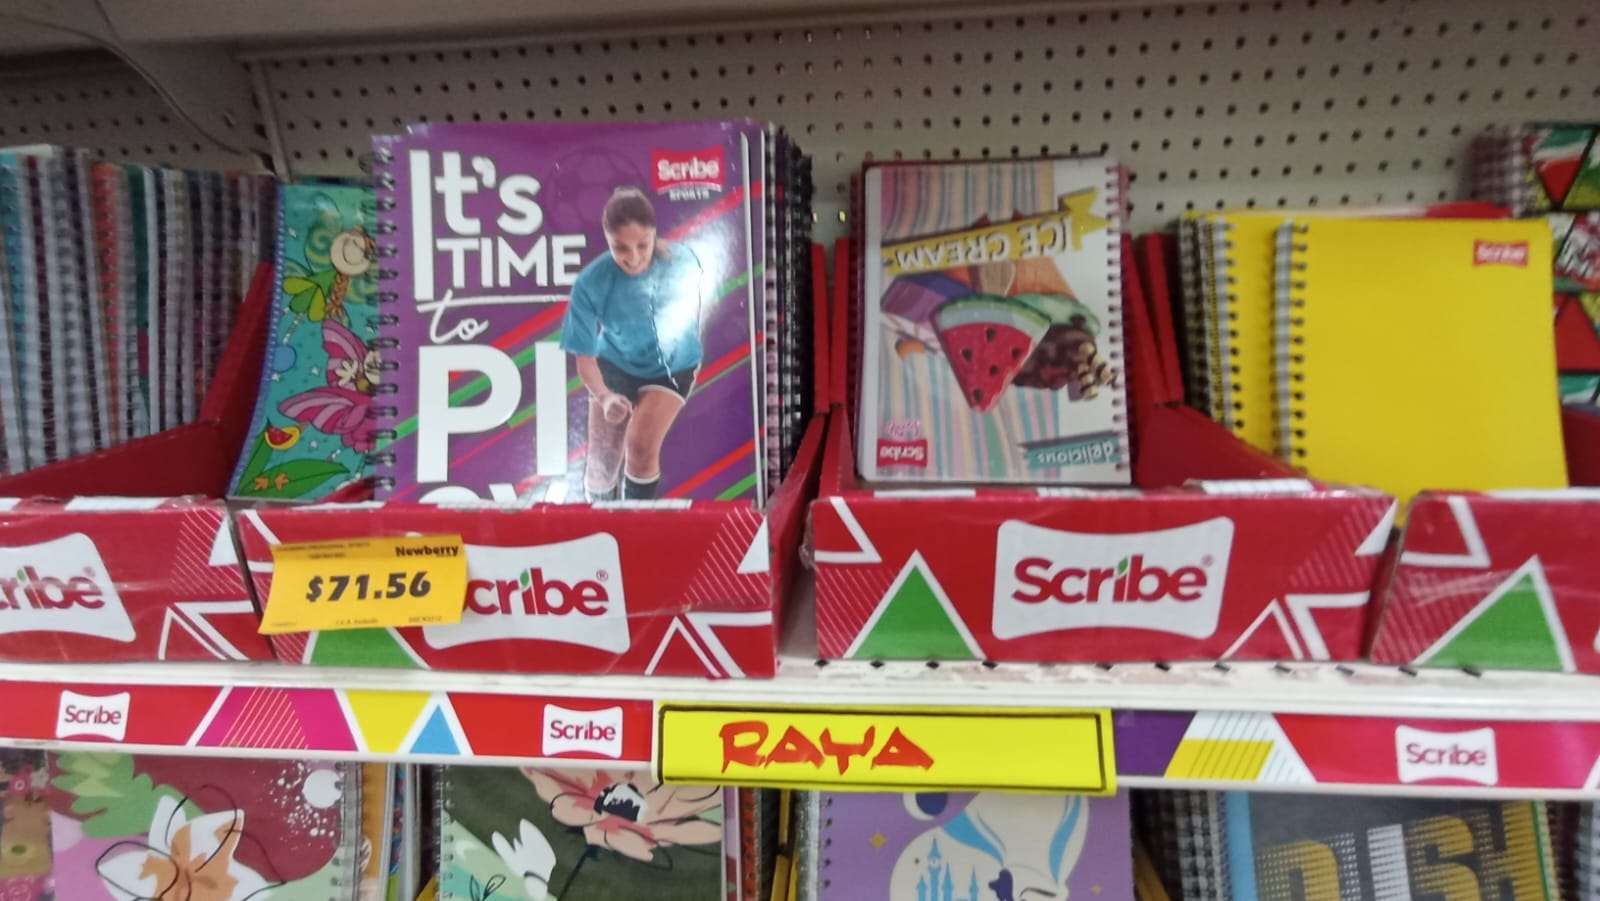 It's
TIME
to
PL
Scribe
SPORTS
ICE CREAM
delicious
Scribe
Scribe
Newberry
$71.56
I.V.A. Incluido
cribe
cribe®
Scribe®
Scribe
Scribe
RAYA
Scribe